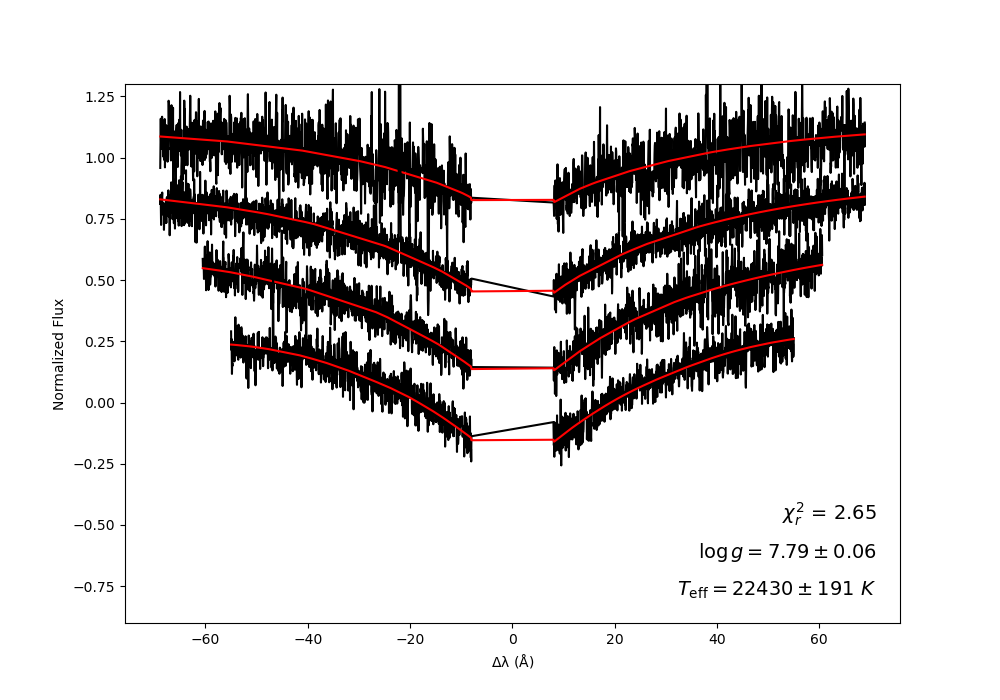 1.25
1.00
0.75
0.50
0.25
0.00
−0.25
−0.50
−0.75
Normalized Flux
χ²ᵣ = 2.65
log g = 7.79 ± 0.06
T_eff = 22430 ± 191 K
−60 −40 −20 0 20 40 60
Δλ (Å)